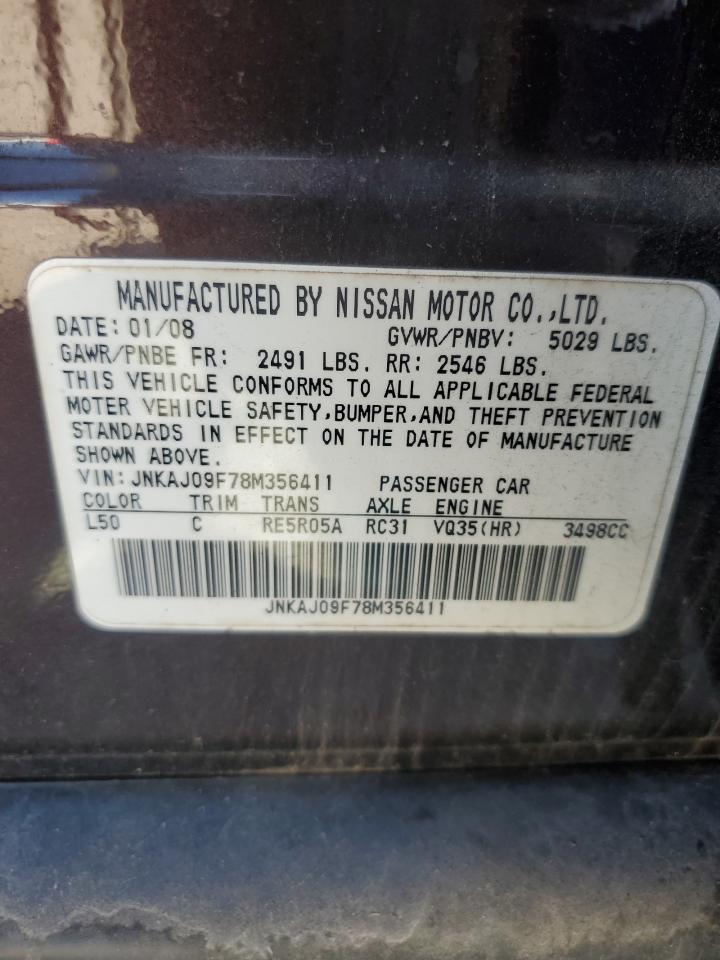 MANUFACTURED BY NISSAN MOTOR CO.,LTD.
DATE: 01/08 GVWR/PNBV: 5029 LBS.
GAWR/PNBE FR: 2491 LBS. RR: 2546 LBS.
THIS VEHICLE CONFORMS TO ALL APPLICABLE FEDERAL
MOTER VEHICLE SAFETY,BUMPER,AND THEFT PREVENTION
STANDARDS IN EFFECT ON THE DATE OF MANUFACTURE
SHOWN ABOVE.
VIN: JNKAJ09F78M356411 PASSENGER CAR
COLOR TRIM TRANS AXLE ENGINE
L50 C RE5R05A RC31 VQ35(HR) 3498CC
JNKAJ09F78M356411